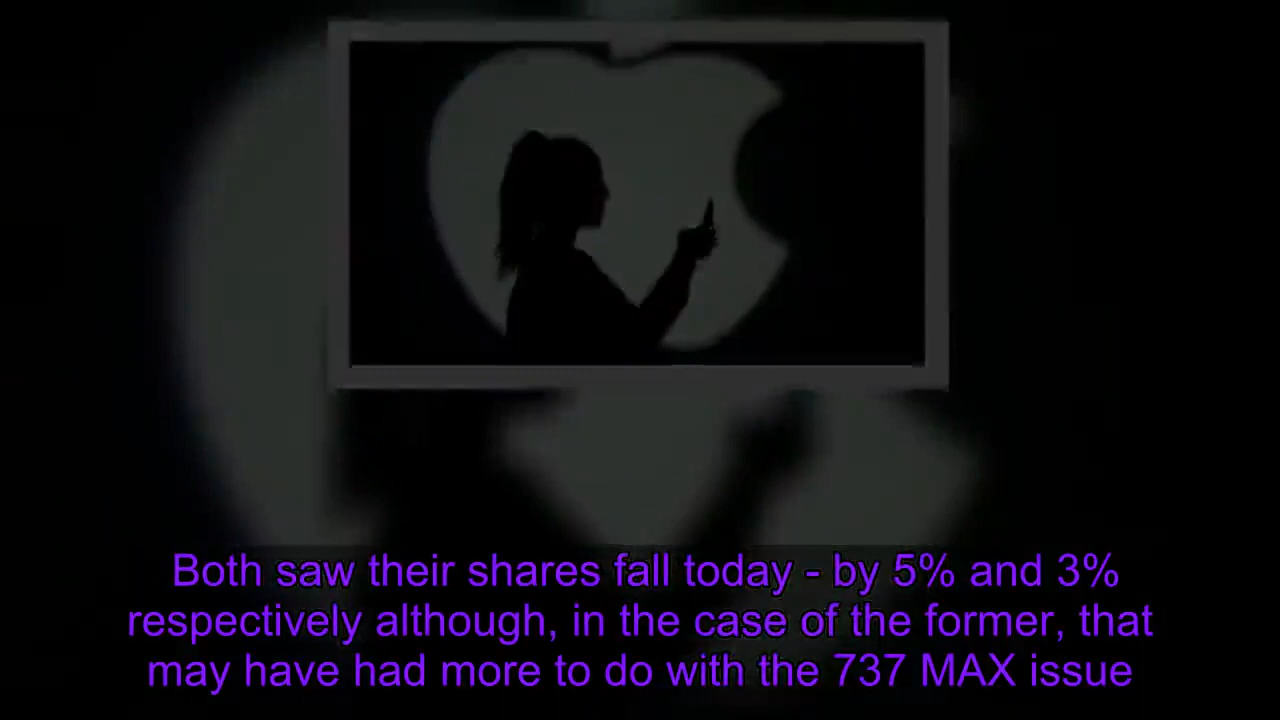 Both saw their shares fall today - by 5% and 3%
respectively although, in the case of the former, that
may have had more to do with the 737 MAX issue